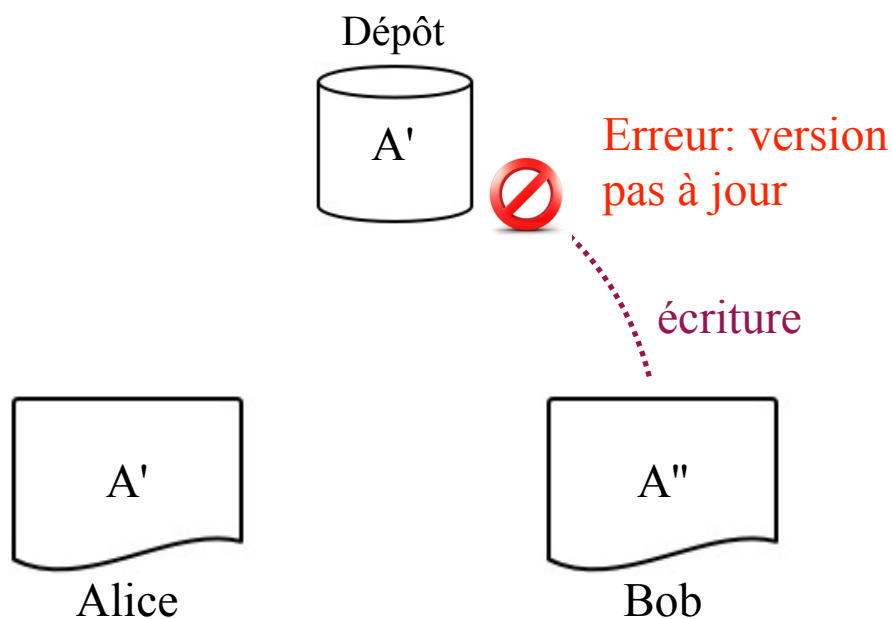 Dépôt
A'
Erreur: version
pas à jour
écriture
A'
A''
Alice
Bob